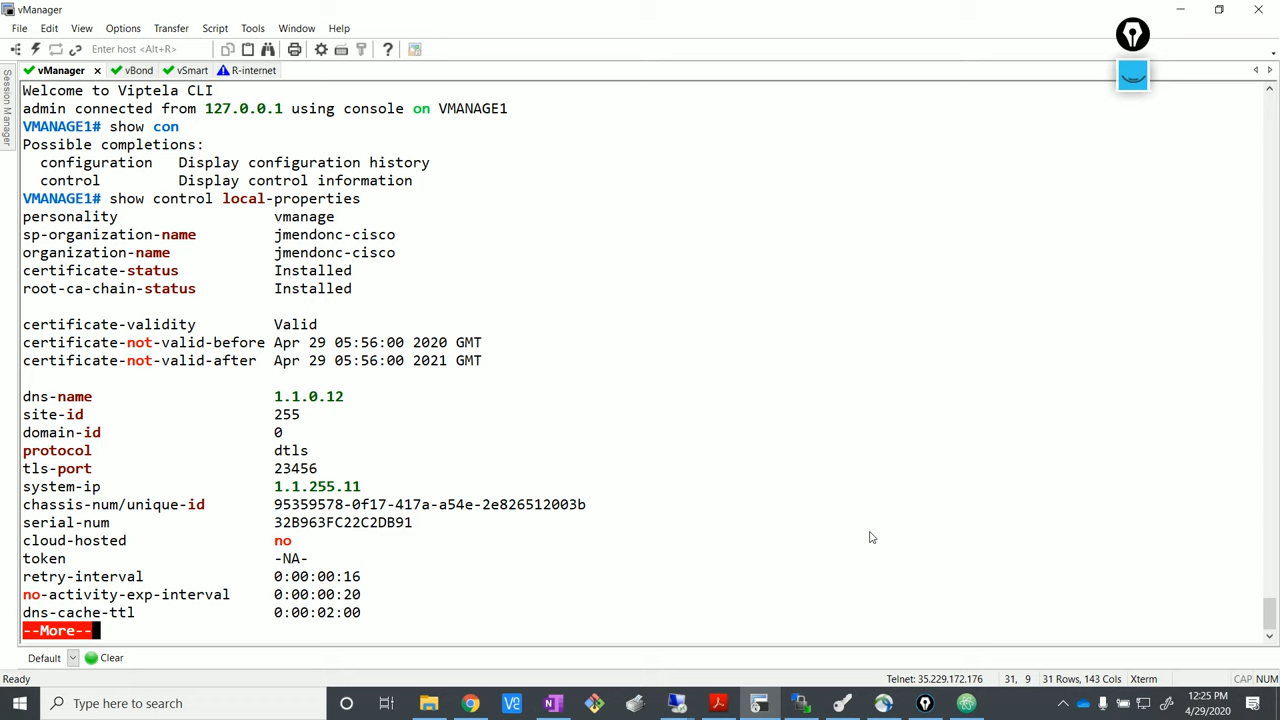 vManager
File Edit View Options Transfer Script Tools Window Help
Enter host <Alt+R>
Session Manager
vManager × vBond vSmart R-internet
Welcome to Viptela CLI
admin connected from 127.0.0.1 using console on VMANAGE1
VMANAGE1# show con
Possible completions:
configuration Display configuration history
control Display control information
VMANAGE1# show control local-properties
personality vmanage
sp-organization-name jmendonc-cisco
organization-name jmendonc-cisco
certificate-status Installed
root-ca-chain-status Installed
certificate-validity Valid
certificate-not-valid-before Apr 29 05:56:00 2020 GMT
certificate-not-valid-after Apr 29 05:56:00 2021 GMT
dns-name 1.1.0.12
site-id 255
domain-id 0
protocol dtls
tls-port 23456
system-ip 1.1.255.11
chassis-num/unique-id 95359578-0f17-417a-a54e-2e826512003b
serial-num 32B963FC22C2DB91
cloud-hosted no
token -NA-
retry-interval 0:00:00:16
no-activity-exp-interval 0:00:00:20
dns-cache-ttl 0:00:02:00
--More--
Default Clear
Ready Telnet: 35.229.172.176 31, 9 31 Rows, 143 Cols Xterm CAP NUM
Type here to search
12:25 PM
4/29/2020